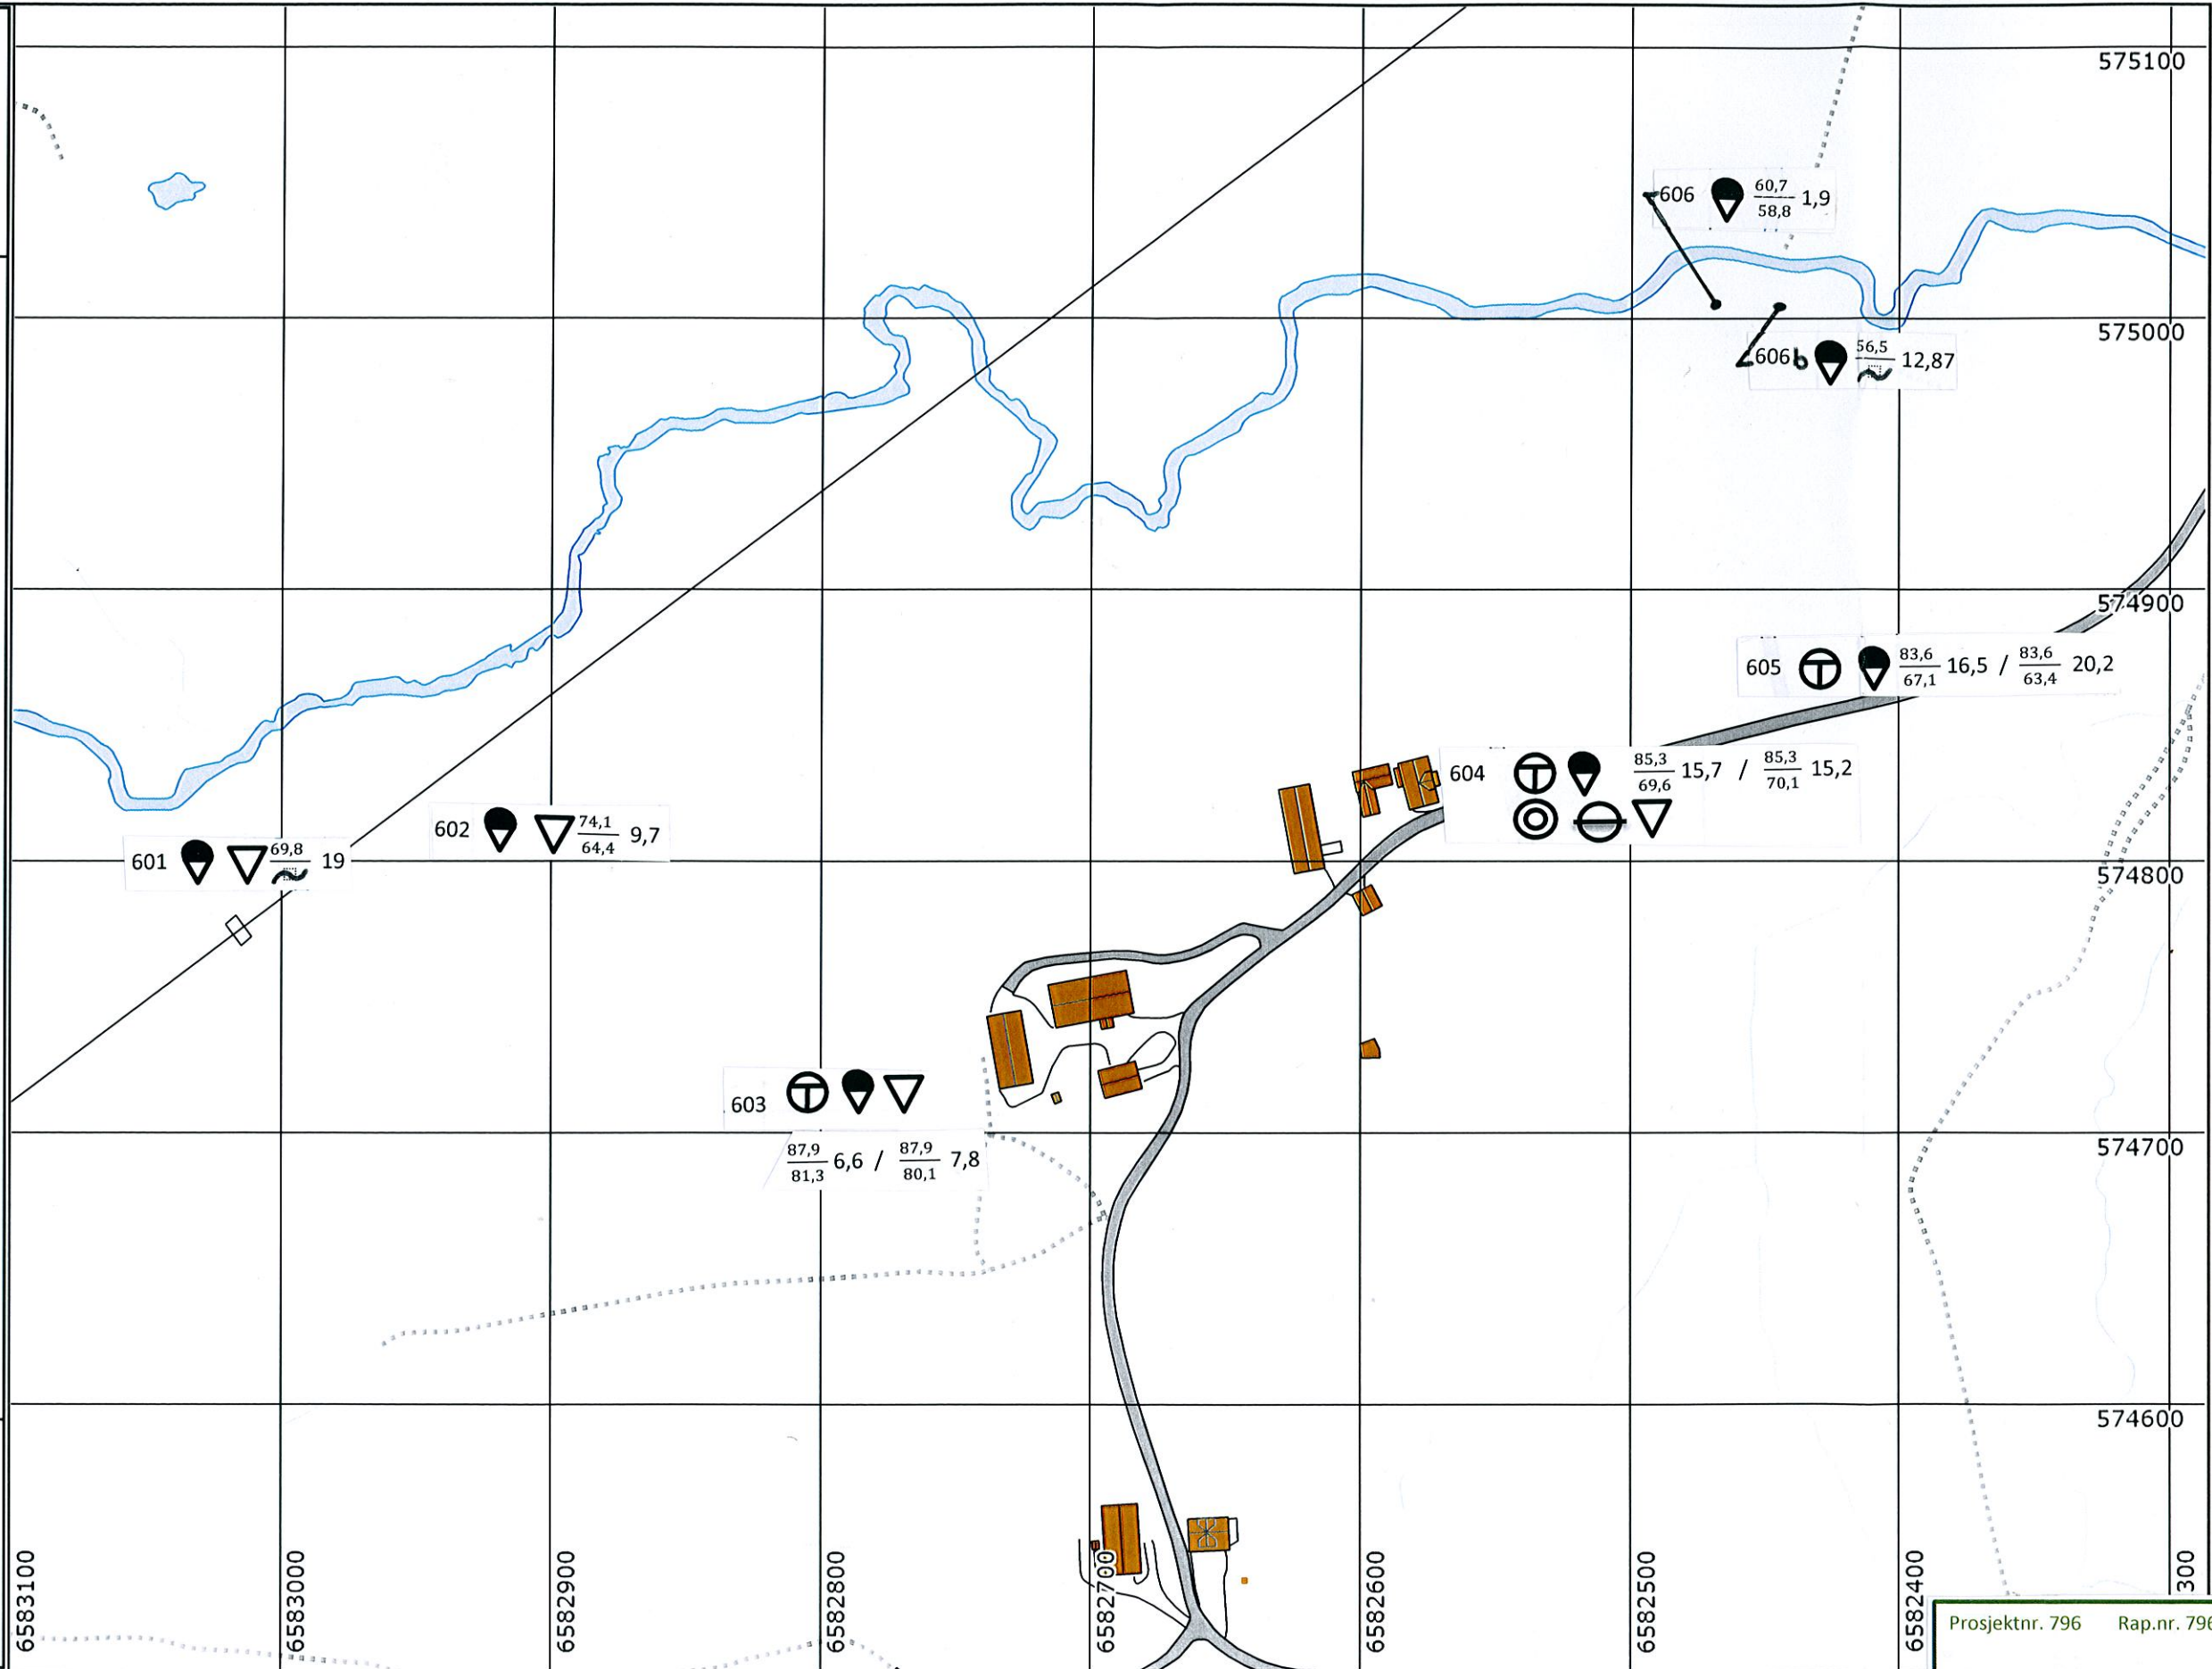 575100
606 60,7 1,9
58,8
575000
606b 56,5 12,87
574900
605 83,6 16,5 / 83,6 20,2
67,1 63,4
604 85,3 15,7 / 85,3 15,2
69,6 70,1
602 74,1 9,7
64,4
601 69,8 19
574800
603
87,9 6,6 / 87,9 7,8
81,3 80,1
574700
574600
6583100
6583000
6582900
6582800
6582700
6582600
6582500
6582400
300
Prosjektnr. 796 Rap.nr. 796